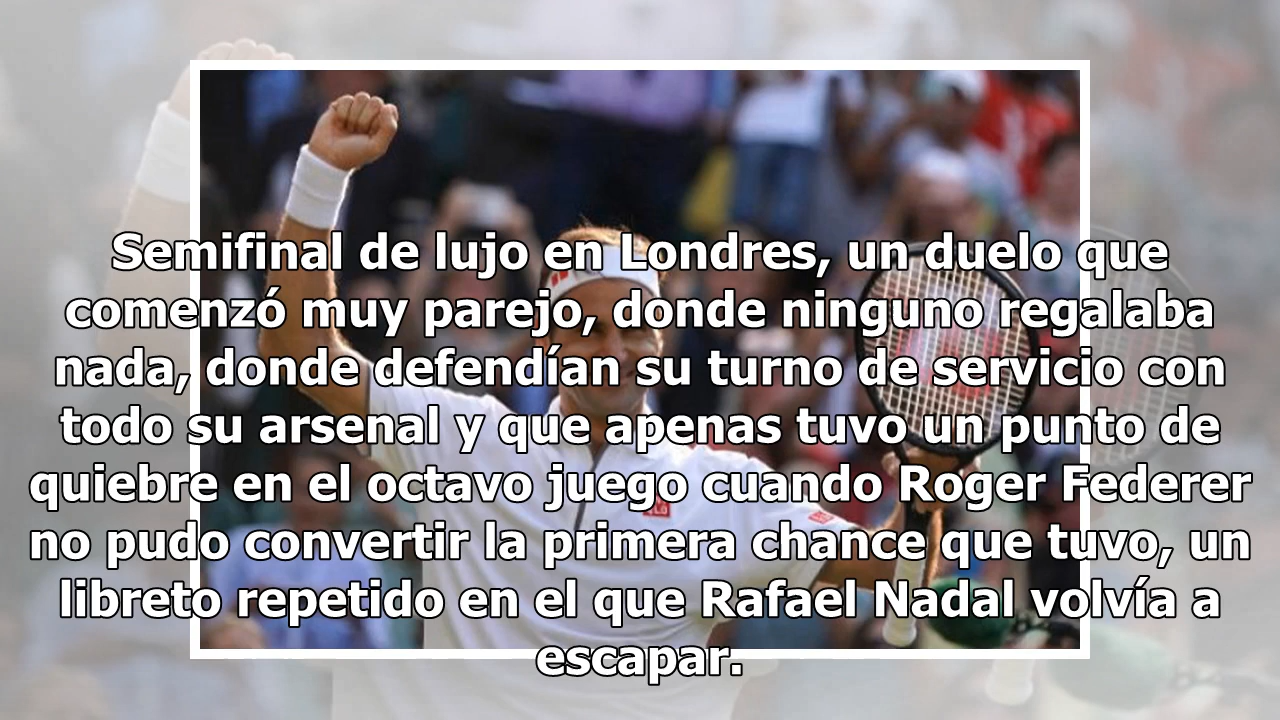 Semifinal de lujo en Londres, un duelo que
comenzó muy parejo, donde ninguno regalaba
nada, donde defendían su turno de servicio con
todo su arsenal y que apenas tuvo un punto de
quiebre en el octavo juego cuando Roger Federer
no pudo convertir la primera chance que tuvo, un
libreto repetido en el que Rafael Nadal volvía a
escapar.